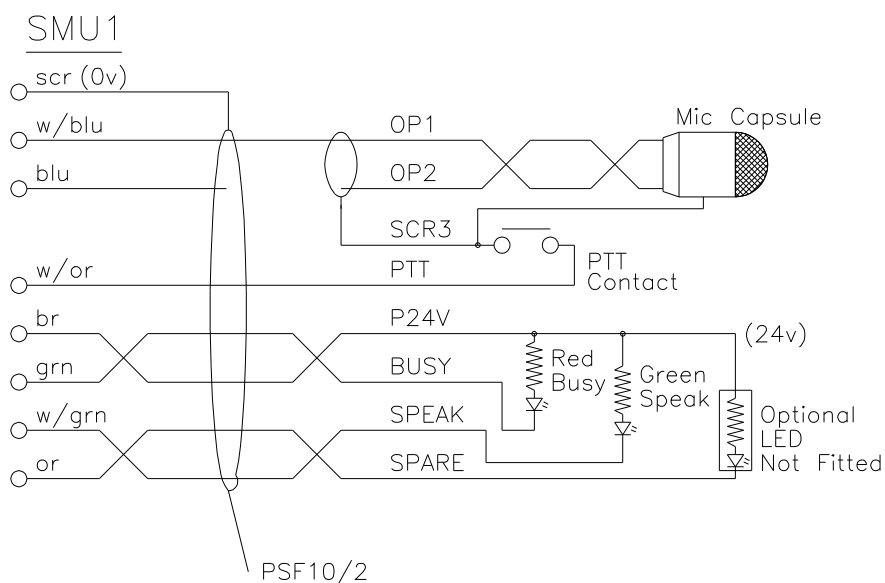 SMU1
scr (0v)
w/blu
OP1
Mic Capsule
blu
OP2
SCR3
w/or
PTT
PTT
Contact
br
P24V
(24v)
grn
BUSY
Red
Busy
Green
Speak
w/grn
SPEAK
Optional
LED
Not Fitted
or
SPARE
PSF10/2